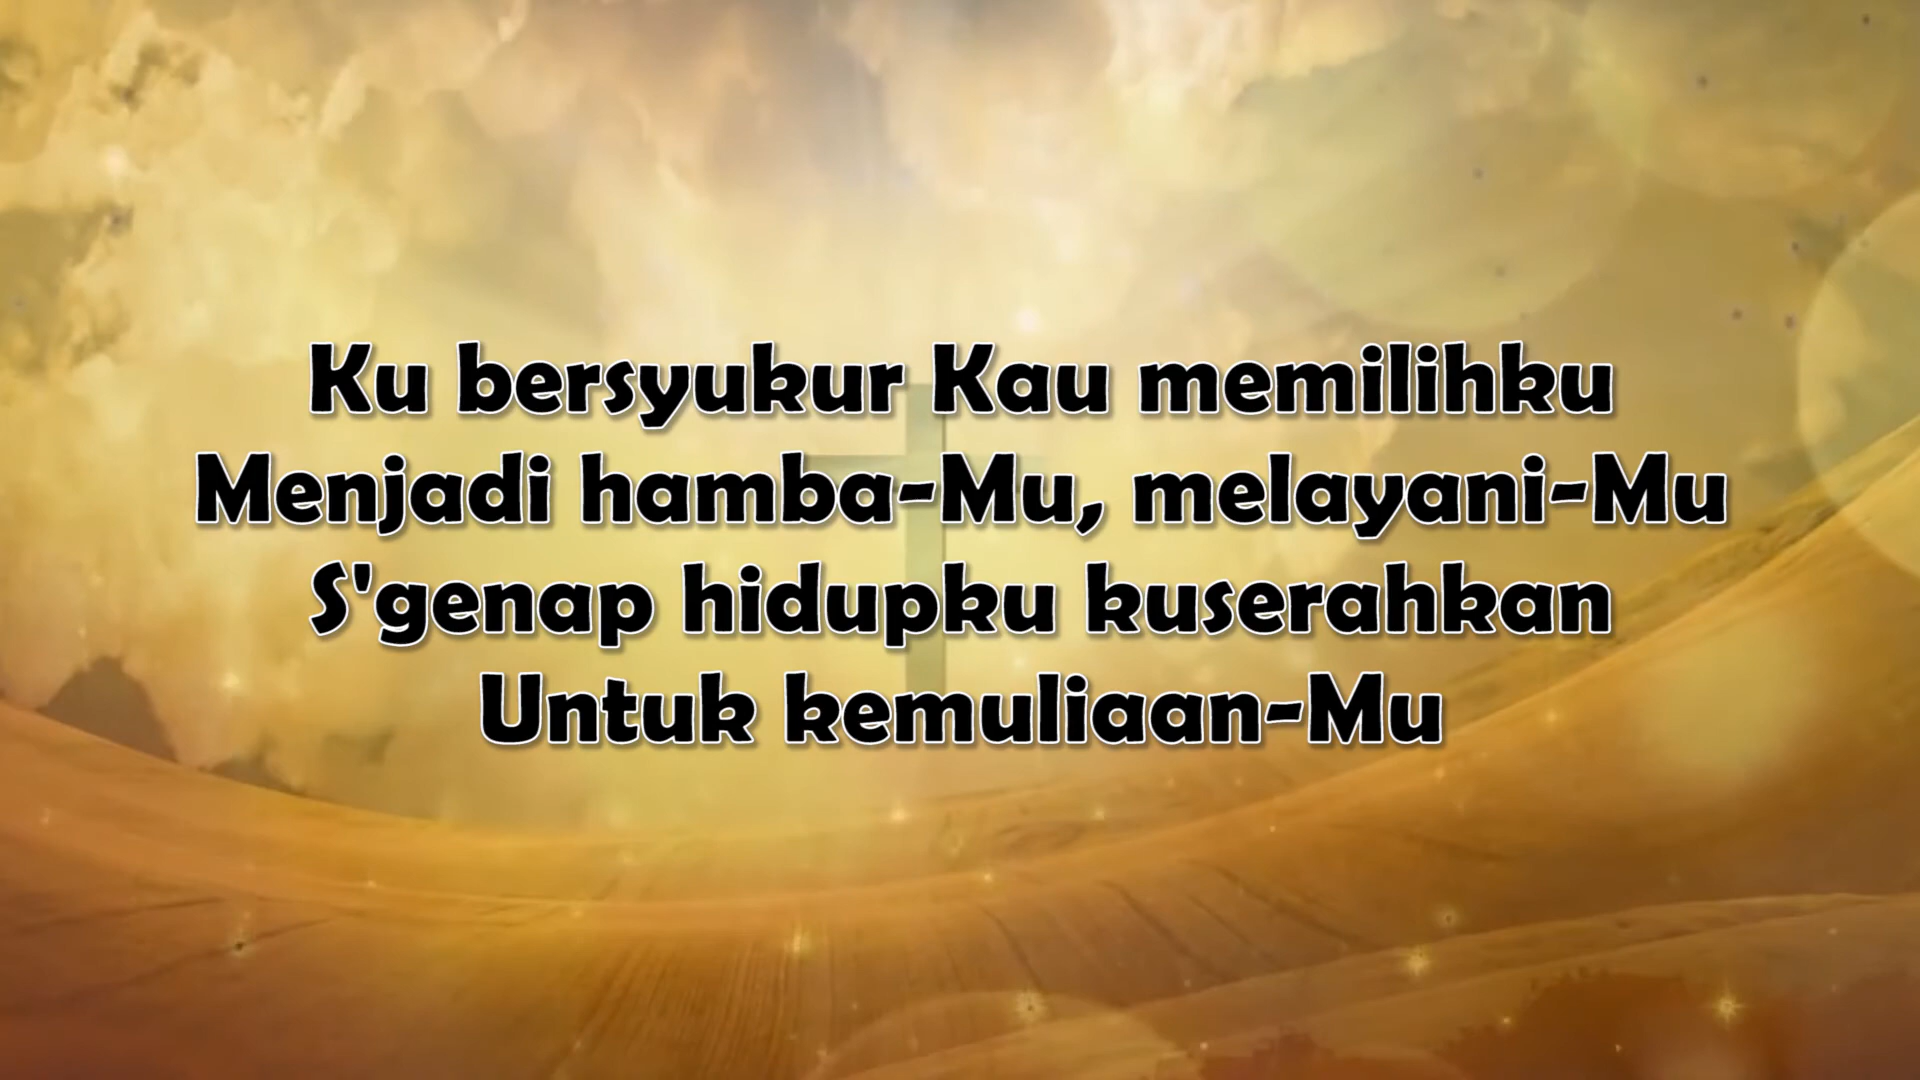 Ku bersyukur Kau memilihku
Menjadi hamba-Mu, melayani-Mu
S'genap hidupku kuserahkan
Untuk kemuliaan-Mu